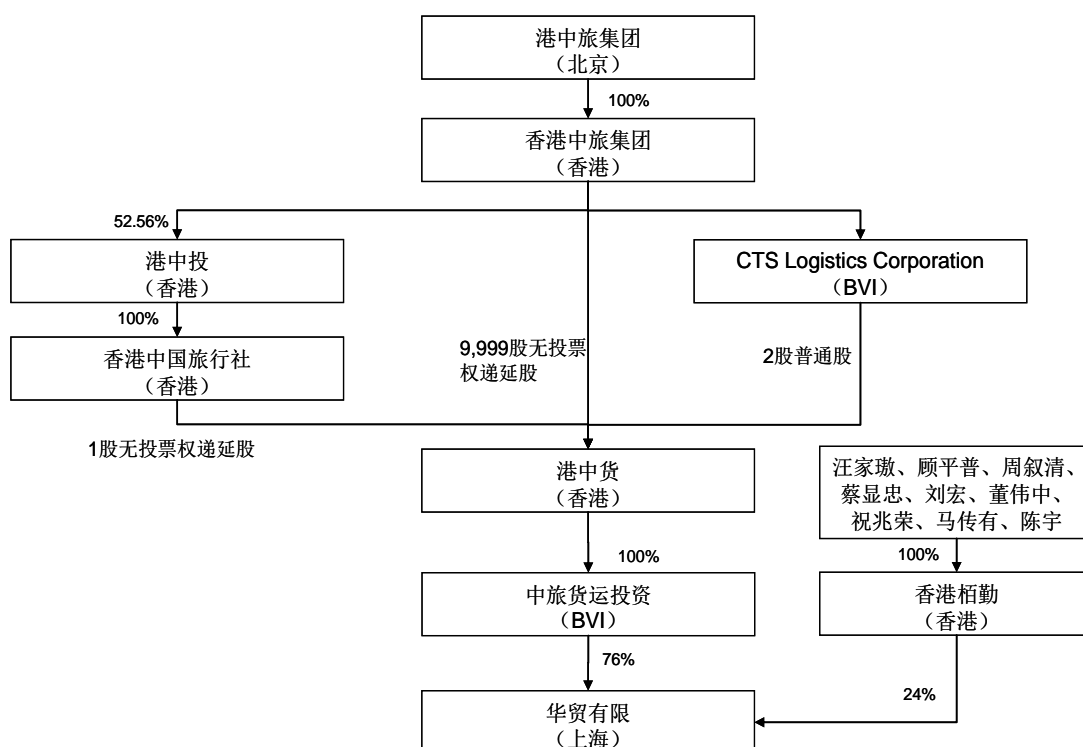 港中旅集团
（北京）
100%
香港中旅集团
（香港）
52.56%
港中投
（香港）
CTS Logistics Corporation
（BVI）
100%
香港中国旅行社
（香港）
9,999股无投票
权递延股
2股普通股
1股无投票权递延股
港中货
（香港）
汪家璈、顾平普、周叙清、
蔡显忠、刘宏、董伟中、
祝兆荣、马传有、陈宇
100%
100%
中旅货运投资
（BVI）
香港栢勤
（香港）
76%
24%
华贸有限
（上海）